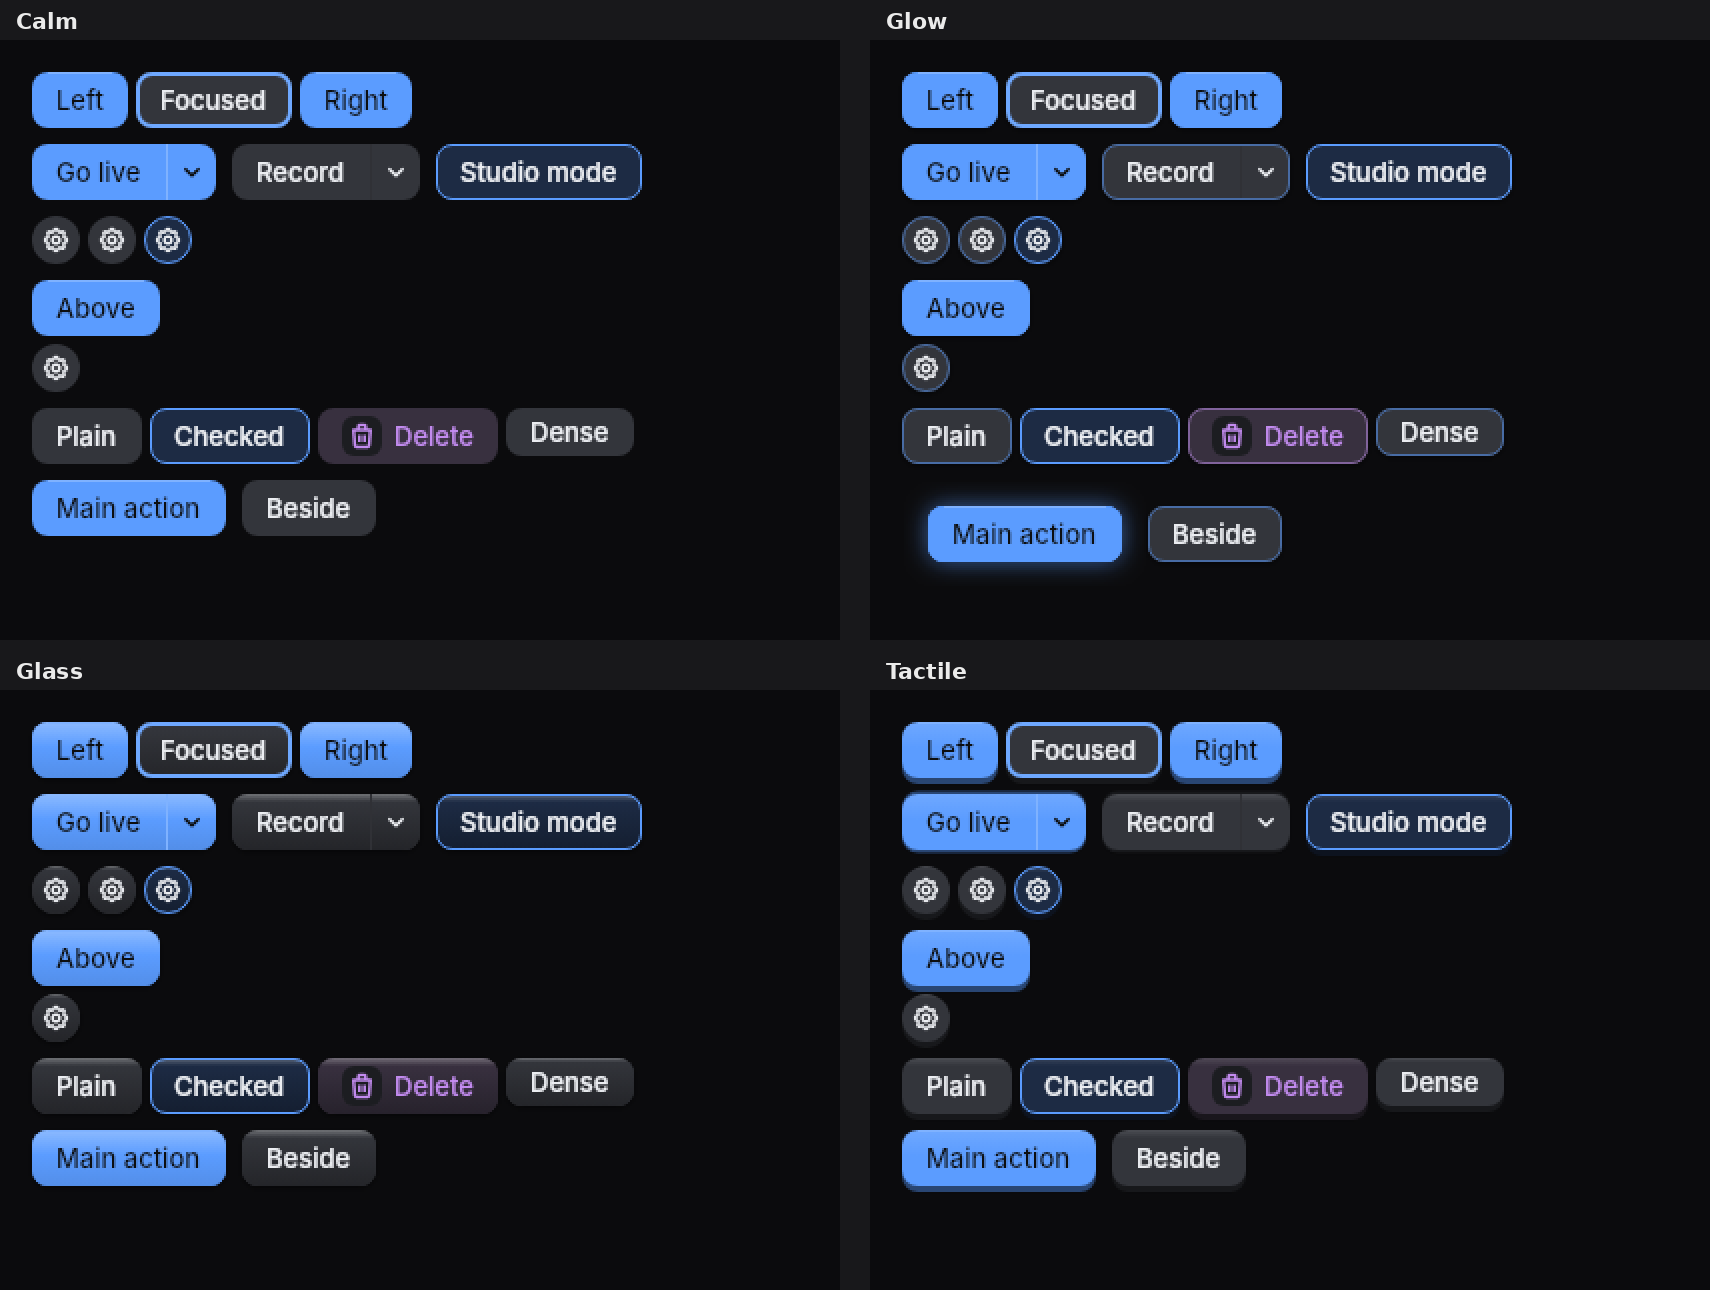 Calm
Left Focused Right
Go live Record Studio mode
Above
Plain Checked Delete Dense
Main action Beside
Glow
Left Focused Right
Go live Record Studio mode
Above
Plain Checked Delete Dense
Main action Beside
Glass
Left Focused Right
Go live Record Studio mode
Above
Plain Checked Delete Dense
Main action Beside
Tactile
Left Focused Right
Go live Record Studio mode
Above
Plain Checked Delete Dense
Main action Beside